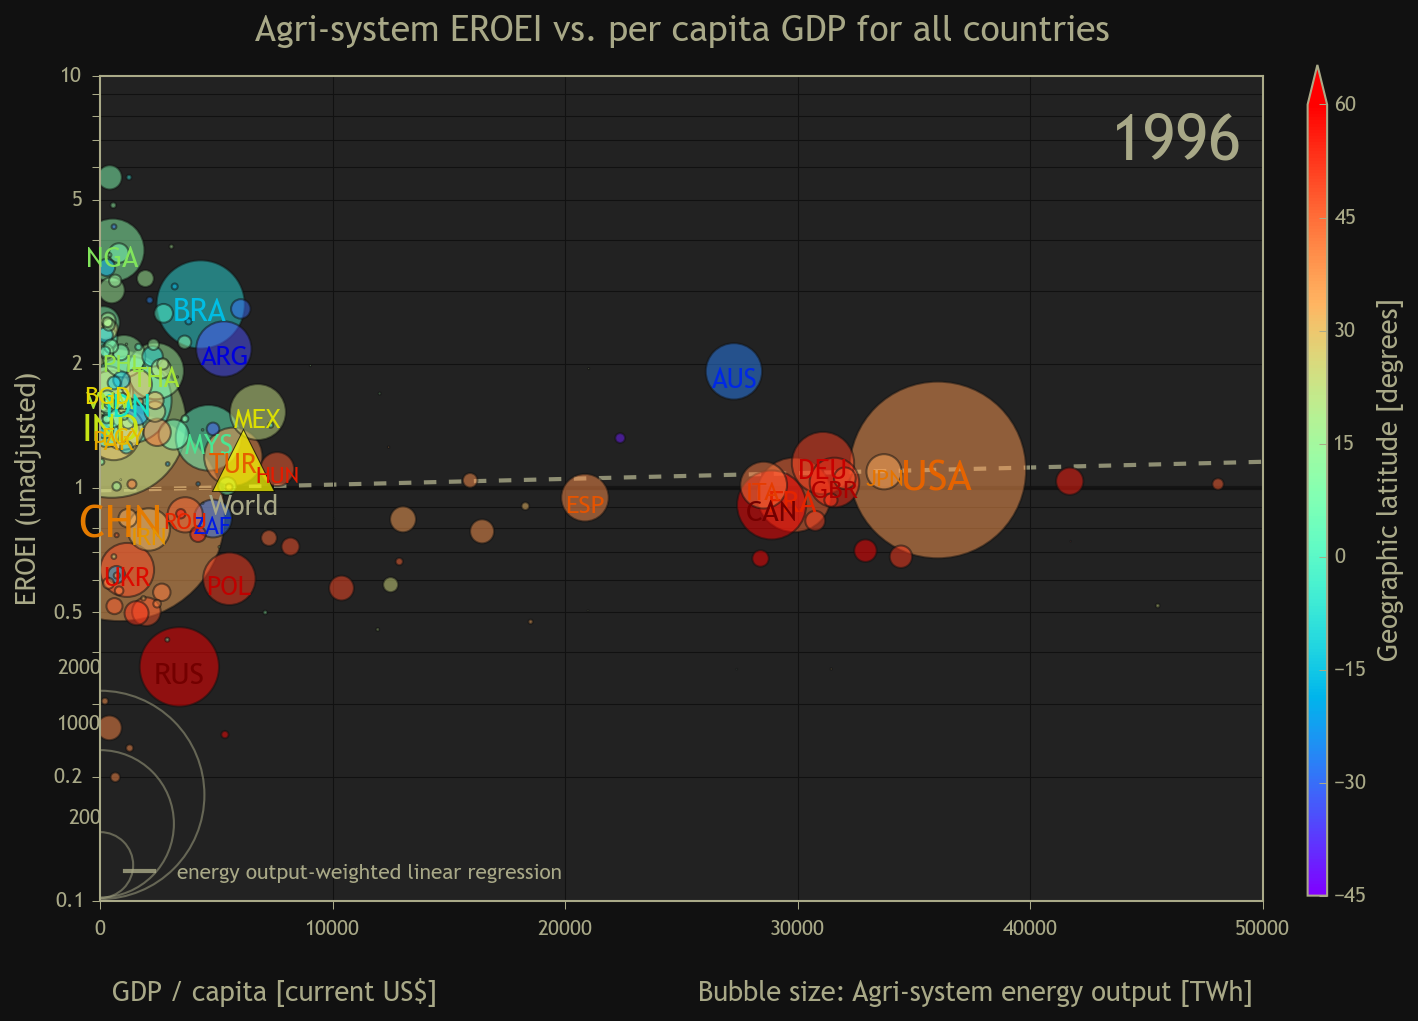 Agri-system EROEI vs. per capita GDP for all countries
1996
10
5
2
1
0.5
2000
1000
0.2
200
0.1
EROEI (unadjusted)
NGA
BRA
ARG
AUS
THA
MEX
IND
MYS
TUR
HUN
World
CHN
ROU
ZAF
UKR
POL
RUS
ESP
DEU
GBR
CAN
JPN
USA
energy output-weighted linear regression
0
10000
20000
30000
40000
50000
GDP / capita [current US$]
Bubble size: Agri-system energy output [TWh]
60
45
30
15
0
−15
−30
−45
Geographic latitude [degrees]